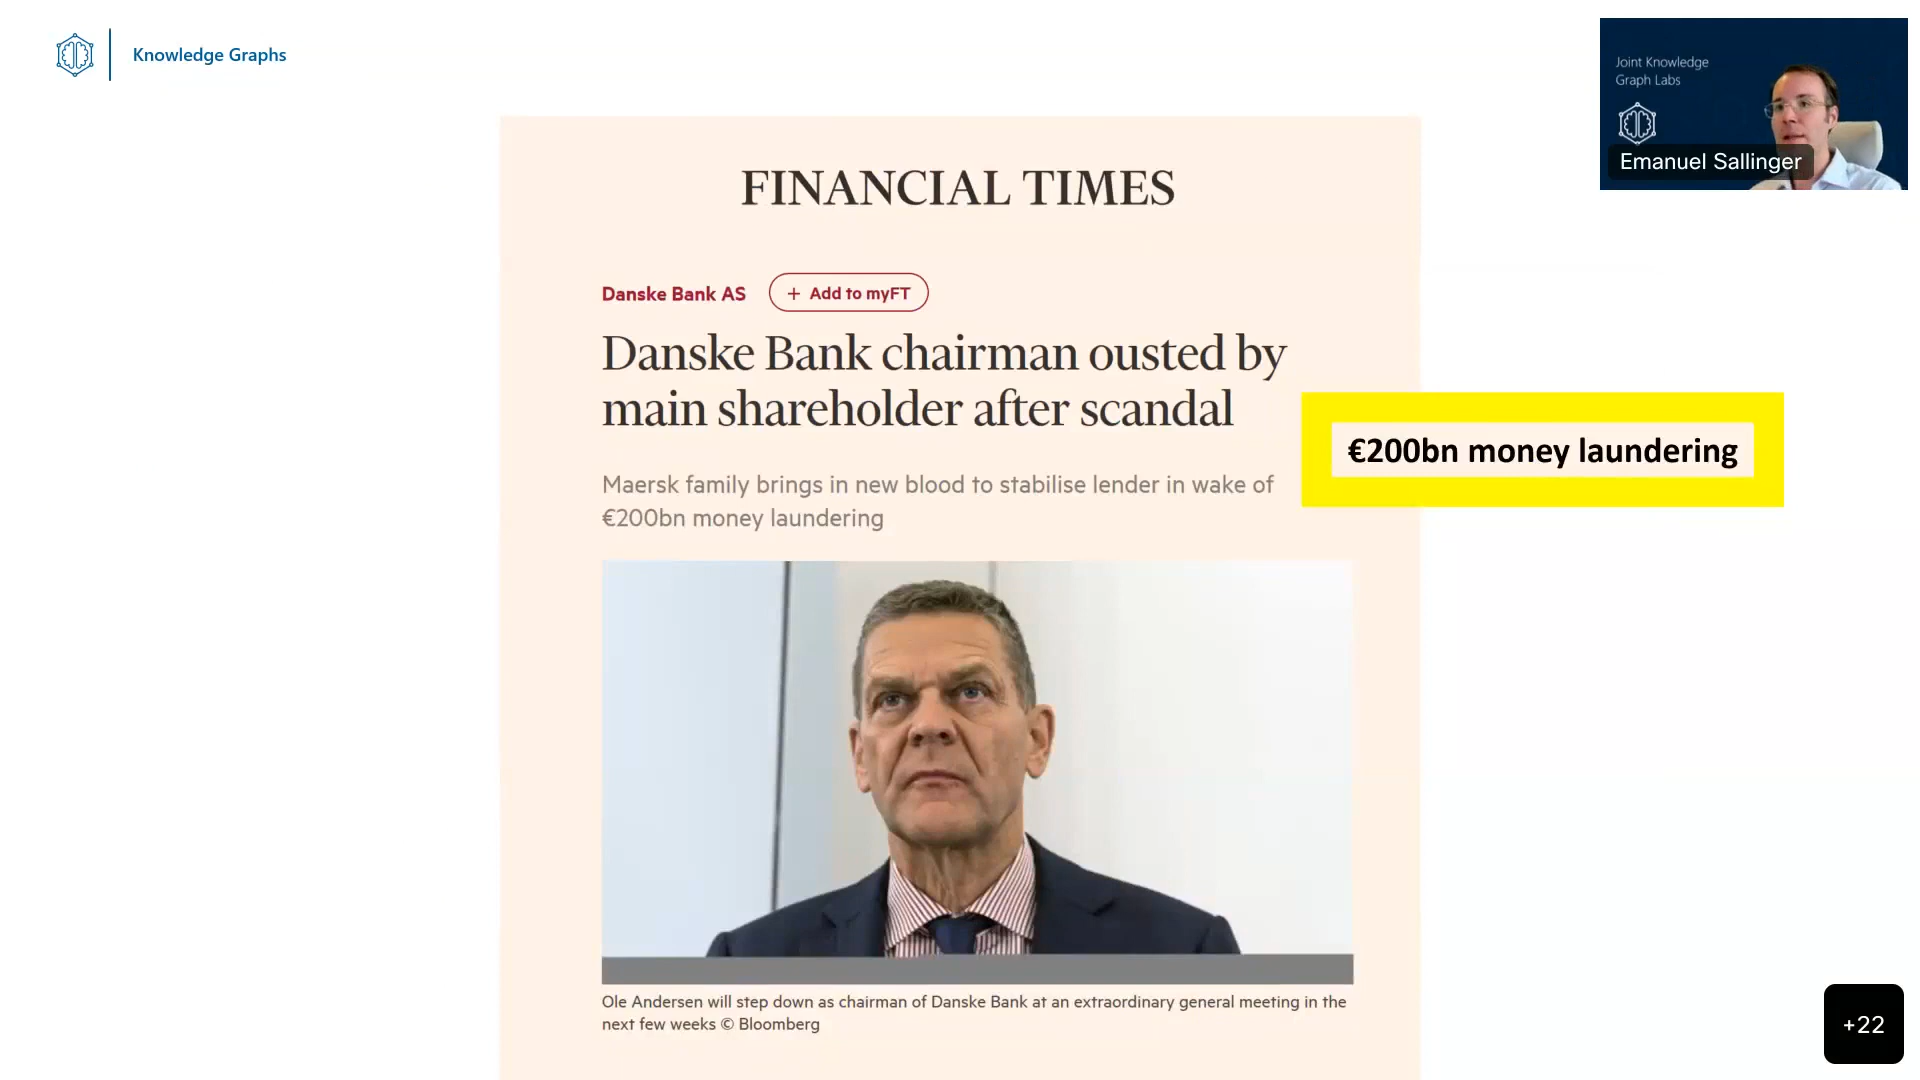 Knowledge Graphs
Joint Knowledge
Graph Labs
Emanuel Sallinger
FINANCIAL TIMES
Danske Bank AS
+ Add to myFT
Danske Bank chairman ousted by
main shareholder after scandal
€200bn money laundering
Maersk family brings in new blood to stabilise lender in wake of
€200bn money laundering
Ole Andersen will step down as chairman of Danske Bank at an extraordinary general meeting in the
next few weeks © Bloomberg
+22